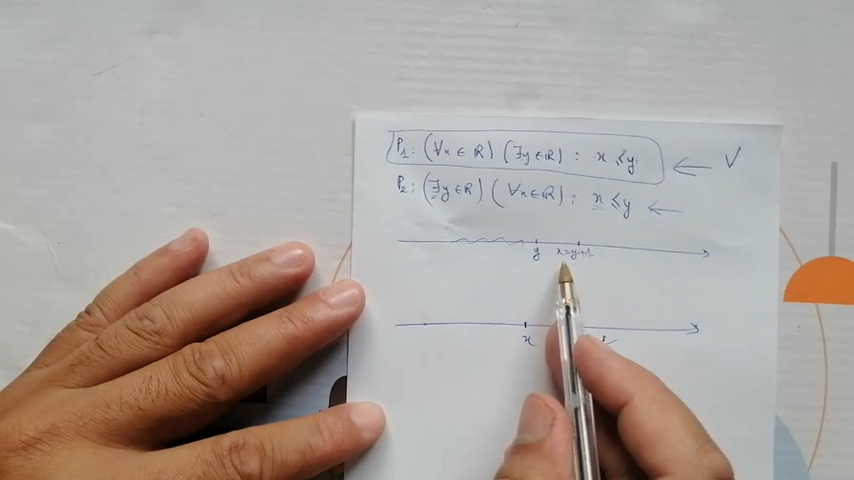 P₁: (∀x ∈ ℝ) (∃y ∈ ℝ) : x ≤ y. ← V
P₂: (∃y ∈ ℝ) (∀x ∈ ℝ) ; x ≤ y ←
y x=y+1
x